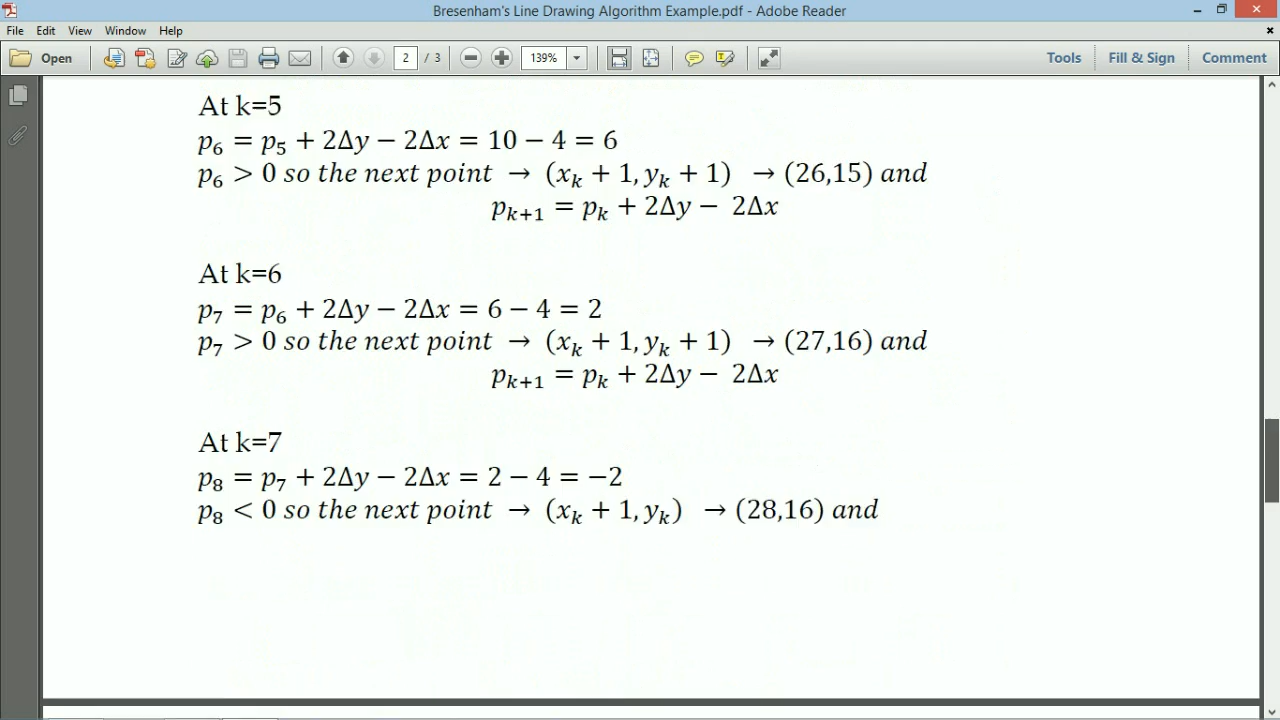 Bresenham's Line Drawing Algorithm Example.pdf - Adobe Reader
File Edit View Window Help
Open 2 / 3 139% Tools Fill & Sign Comment
At k=5
p₆ = p₅ + 2Δy − 2Δx = 10 − 4 = 6
p₆ > 0 so the next point → (xₖ + 1, yₖ + 1) → (26,15) and
pₖ₊₁ = pₖ + 2Δy − 2Δx
At k=6
p₇ = p₆ + 2Δy − 2Δx = 6 − 4 = 2
p₇ > 0 so the next point → (xₖ + 1, yₖ + 1) → (27,16) and
pₖ₊₁ = pₖ + 2Δy − 2Δx
At k=7
p₈ = p₇ + 2Δy − 2Δx = 2 − 4 = −2
p₈ < 0 so the next point → (xₖ + 1, yₖ) → (28,16) and